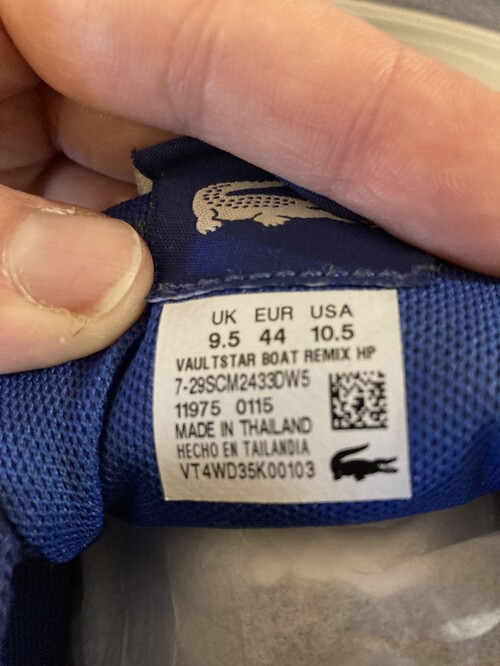 UK EUR USA
9.5 44 10.5
VAULTSTAR BOAT REMIX HP
7-29SCM2433DW5
11975 0115
MADE IN THAILAND
HECHO EN TAILANDIA
VT4WD35K00103